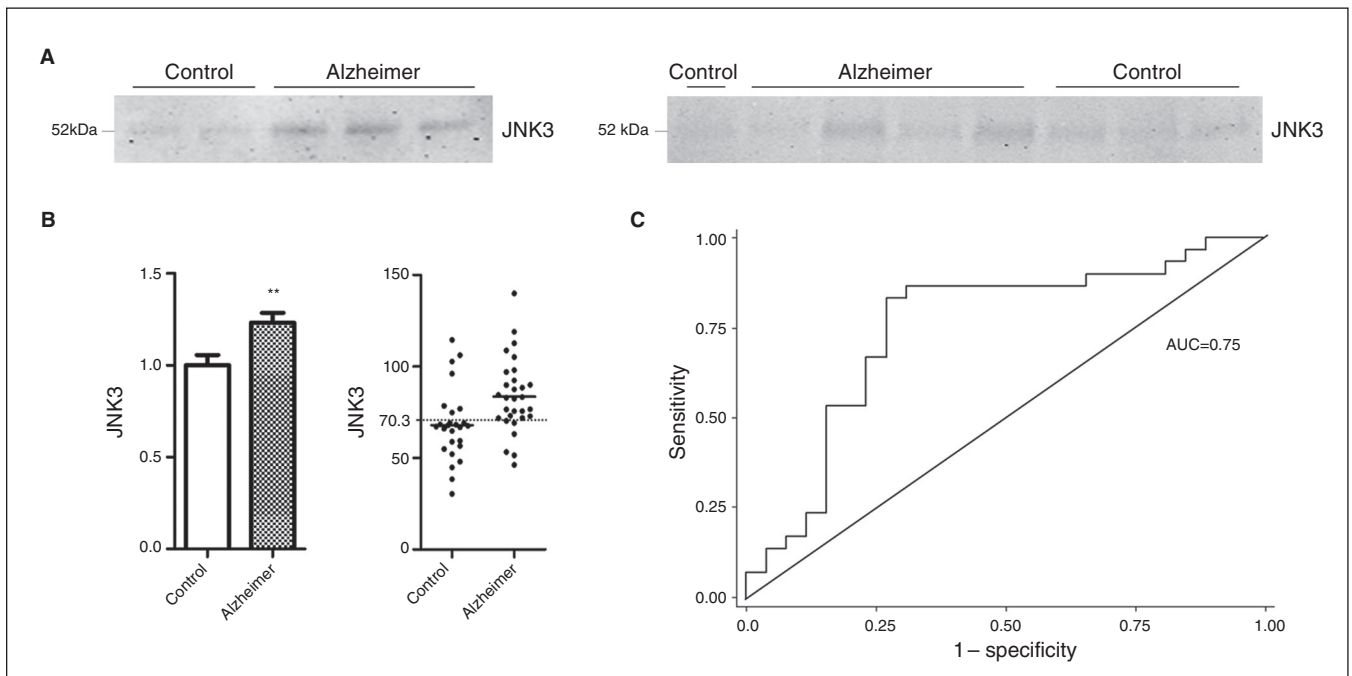 A
Control Alzheimer
52kDa JNK3
Control Alzheimer Control
52 kDa JNK3
B
1.5
1.0
0.5
0.0
JNK3
**
Control Alzheimer
150
100
70.3
50
0
JNK3
Control Alzheimer
C
1.00
0.75
0.50
0.25
0.00
Sensitivity
AUC=0.75
0.0 0.25 0.50 0.75 1.00
1 – specificity